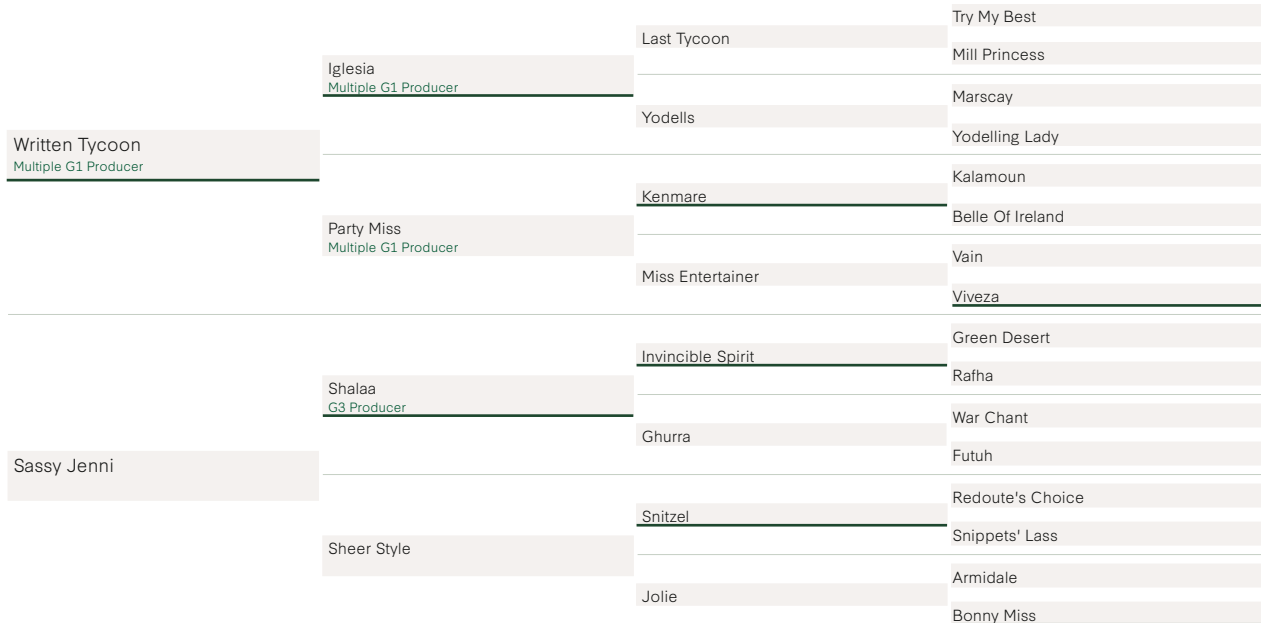 Written Tycoon
Multiple G1 Producer
Sassy Jenni
Iglesia
Multiple G1 Producer
Party Miss
Multiple G1 Producer
Shalaa
G3 Producer
Sheer Style
Last Tycoon
Yodells
Kenmare
Miss Entertainer
Invincible Spirit
Ghurra
Snitzel
Jolie
Try My Best
Mill Princess
Marscay
Yodelling Lady
Kalamoun
Belle Of Ireland
Vain
Viveza
Green Desert
Rafha
War Chant
Futuh
Redoute's Choice
Snippets' Lass
Armidale
Bonny Miss